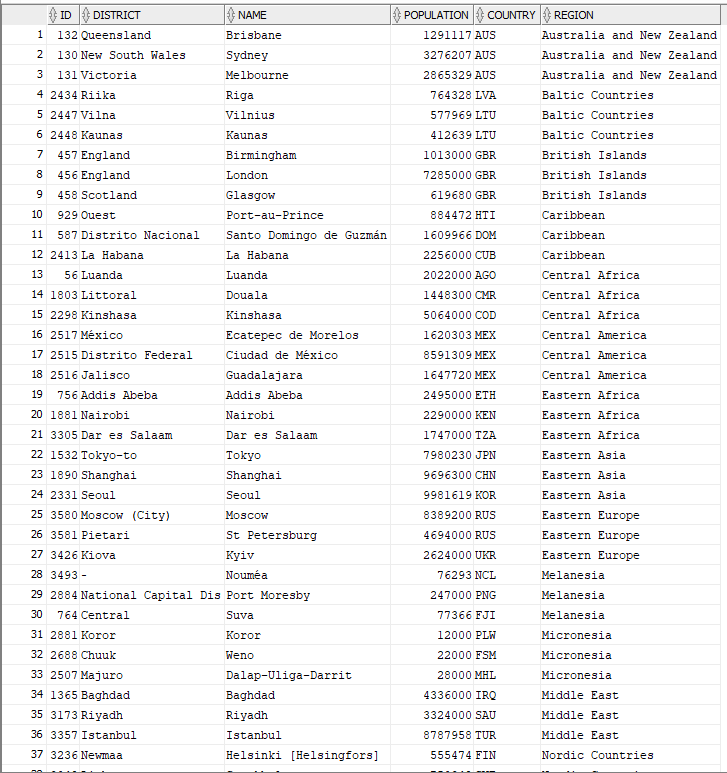 ID DISTRICT NAME POPULATION COUNTRY REGION
1 132 Queensland Brisbane 1291117 AUS Australia and New Zealand
2 130 New South Wales Sydney 3276207 AUS Australia and New Zealand
3 131 Victoria Melbourne 2865329 AUS Australia and New Zealand
4 2434 Riika Riga 764328 LVA Baltic Countries
5 2447 Vilna Vilnius 577969 LTU Baltic Countries
6 2448 Kaunas Kaunas 412639 LTU Baltic Countries
7 457 England Birmingham 1013000 GBR British Islands
8 456 England London 7285000 GBR British Islands
9 458 Scotland Glasgow 619680 GBR British Islands
10 929 Ouest Port-au-Prince 884472 HTI Caribbean
11 587 Distrito Nacional Santo Domingo de Guzmán 1609966 DOM Caribbean
12 2413 La Habana La Habana 2256000 CUB Caribbean
13 56 Luanda Luanda 2022000 AGO Central Africa
14 1803 Littoral Douala 1448300 CMR Central Africa
15 2298 Kinshasa Kinshasa 5064000 COD Central Africa
16 2517 México Ecatepec de Morelos 1620303 MEX Central America
17 2515 Distrito Federal Ciudad de México 8591309 MEX Central America
18 2516 Jalisco Guadalajara 1647720 MEX Central America
19 756 Addis Abeba Addis Abeba 2495000 ETH Eastern Africa
20 1881 Nairobi Nairobi 2290000 KEN Eastern Africa
21 3305 Dar es Salaam Dar es Salaam 1747000 TZA Eastern Africa
22 1532 Tokyo-to Tokyo 7980230 JPN Eastern Asia
23 1890 Shanghai Shanghai 9696300 CHN Eastern Asia
24 2331 Seoul Seoul 9981619 KOR Eastern Asia
25 3580 Moscow (City) Moscow 8389200 RUS Eastern Europe
26 3581 Pietari St Petersburg 4694000 RUS Eastern Europe
27 3426 Kiova Kyiv 2624000 UKR Eastern Europe
28 3493 - Nouméa 76293 NCL Melanesia
29 2884 National Capital Dis Port Moresby 247000 PNG Melanesia
30 764 Central Suva 77366 FJI Melanesia
31 2881 Koror Koror 12000 PLW Micronesia
32 2688 Chuuk Weno 22000 FSM Micronesia
33 2507 Majuro Dalap-Uliga-Darrit 28000 MHL Micronesia
34 1365 Baghdad Baghdad 4336000 IRQ Middle East
35 3173 Riyadh Riyadh 3324000 SAU Middle East
36 3357 Istanbul Istanbul 8787958 TUR Middle East
37 3236 Newmaa Helsinki [Helsingfors] 555474 FIN Nordic Countries